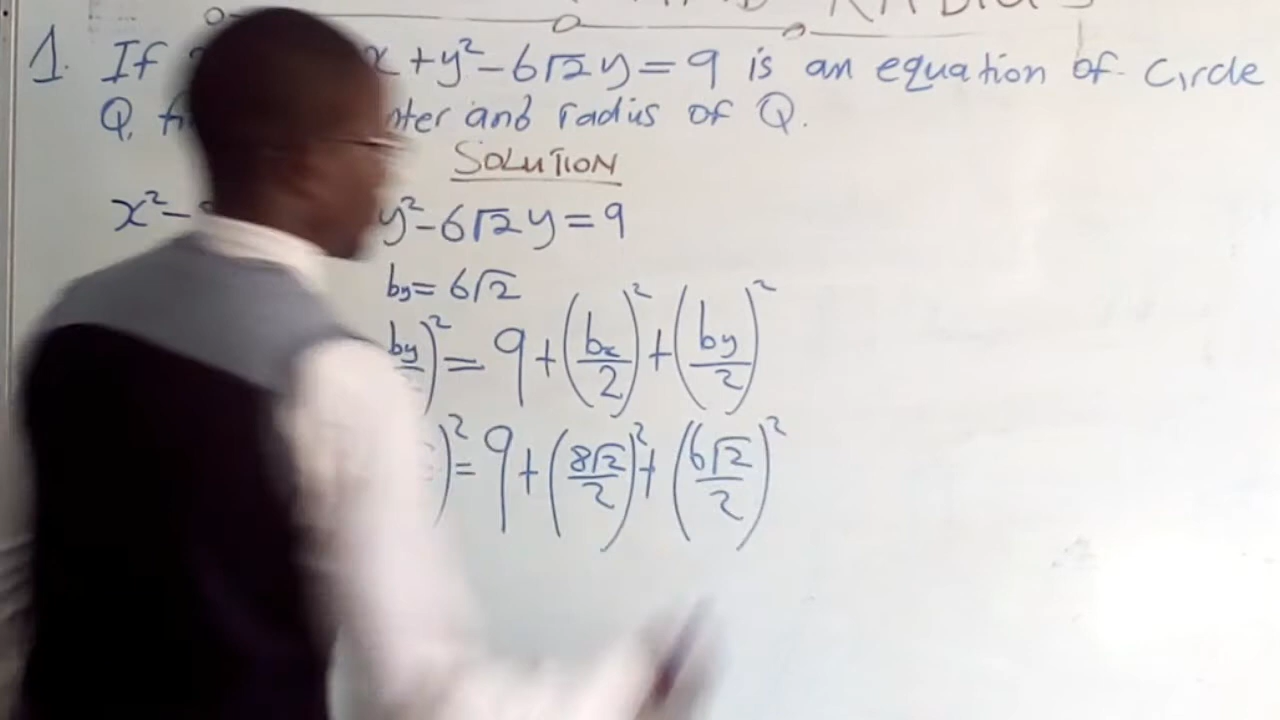 1. If x + y² - 6√2y = 9 is an equation of Circle
Q, and radius of Q.
SOLUTION
x² - y² - 6√2y = 9
by = 6√2
by)² = 9 + (bx/2)² + (by/2)²
)² = 9 + (8√2/2)² + (6√2/2)²